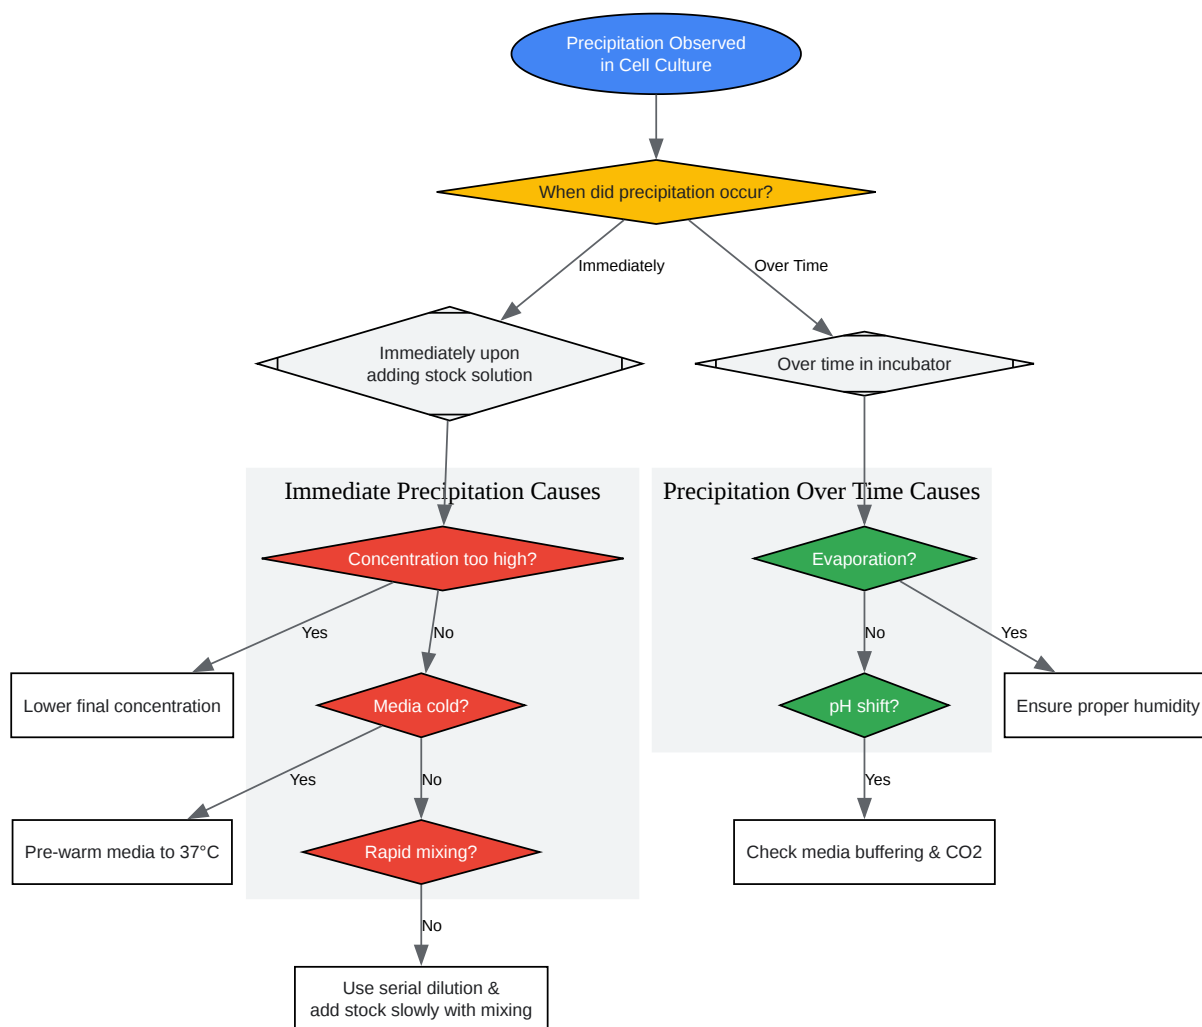 Precipitation Observed
in Cell Culture
When did precipitation occur?
Immediately
Over Time
Immediately upon
adding stock solution
Over time in incubator
Immediate Precipitation Causes
Precipitation Over Time Causes
Concentration too high?
Evaporation?
Yes
No
No
Yes
Lower final concentration
Media cold?
pH shift?
Ensure proper humidity
Yes
No
Yes
Pre-warm media to 37°C
Rapid mixing?
Check media buffering & CO2
No
Use serial dilution &
add stock slowly with mixing